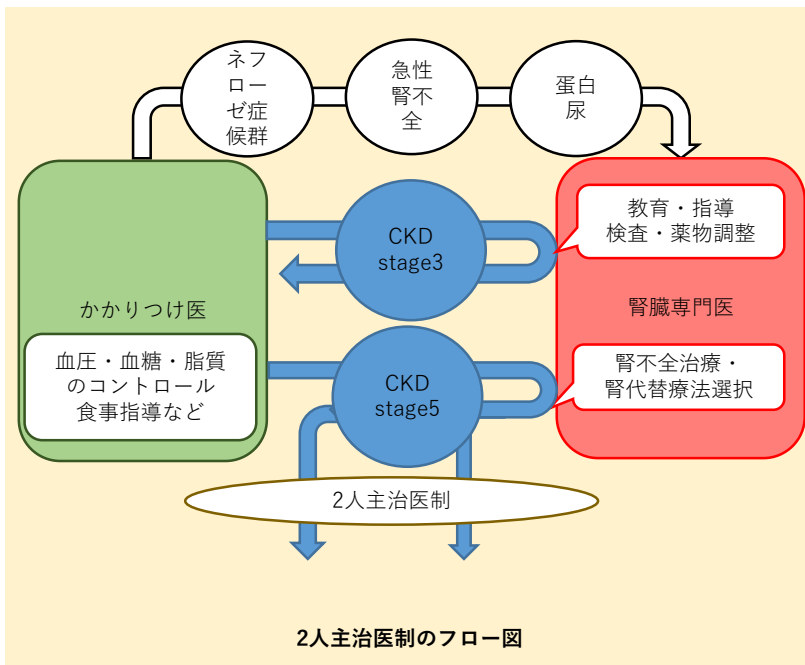 ネフ
ロー
ゼ症
候群
急性
腎不
全
蛋白
尿
CKD
stage3
教育・指導
検査・薬物調整
かかりつけ医
腎臓専門医
血圧・血糖・脂質
のコントロール
食事指導など
CKD
stage5
腎不全治療・
腎代替療法選択
2人主治医制
2人主治医制のフロー図